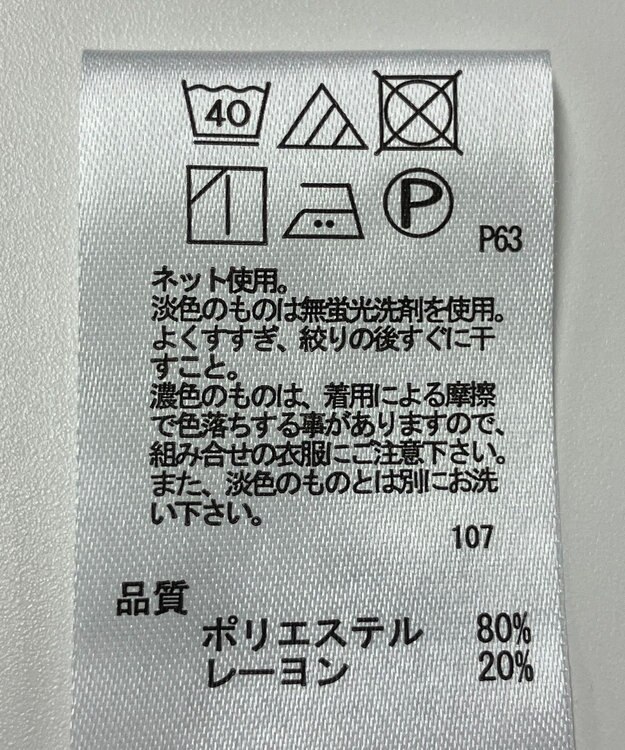 40
P
P63
ネット使用。
淡色のものは無蛍光洗剤を使用。
よくすすぎ、絞りの後すぐに干
すこと。
濃色のものは、着用による摩擦
で色落ちする事がありますので、
組み合せの衣服にご注意下さい。
また、淡色のものとは別にお洗
い下さい。
107
品質
ポリエステル 80%
レーヨン 20%